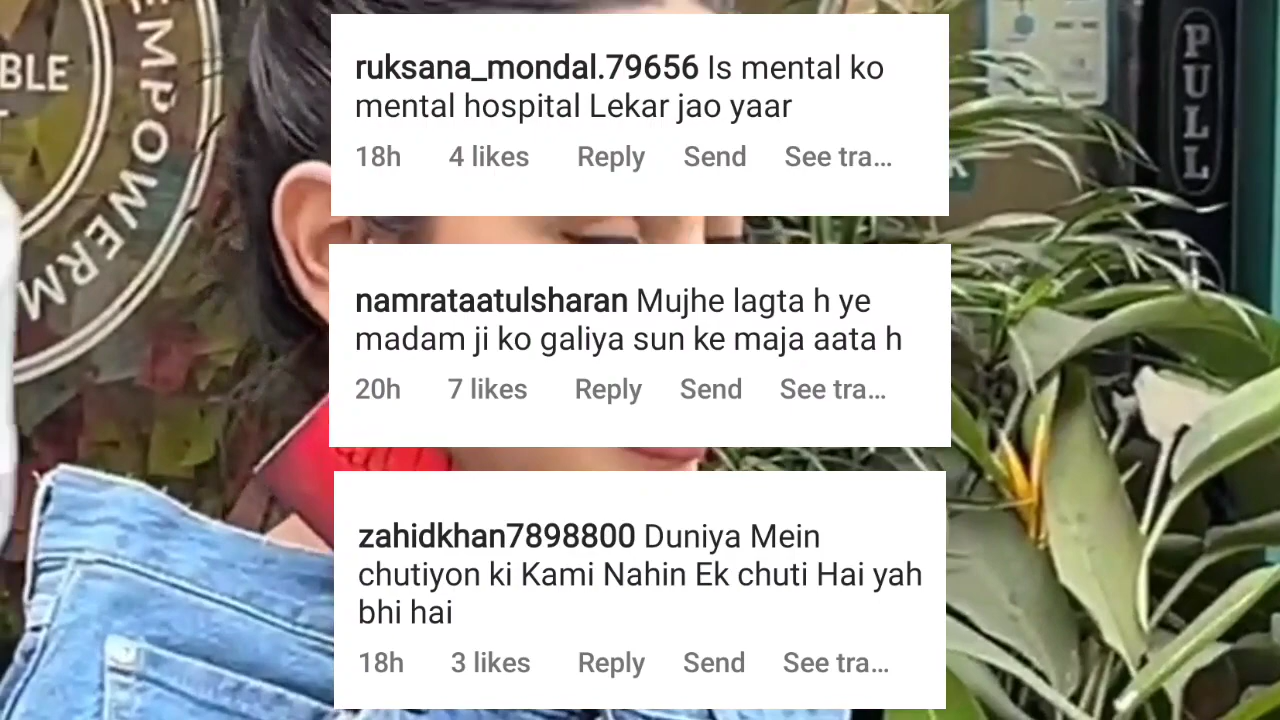 BLE
EMPOWERM
PULL
ruksana_mondal.79656 Is mental ko
mental hospital Lekar jao yaar
18h 4 likes Reply Send See tra...
namrataatulsharan Mujhe lagta h ye
madam ji ko galiya sun ke maja aata h
20h 7 likes Reply Send See tra...
zahidkhan7898800 Duniya Mein
chutiyon ki Kami Nahin Ek chuti Hai yah
bhi hai
18h 3 likes Reply Send See tra...